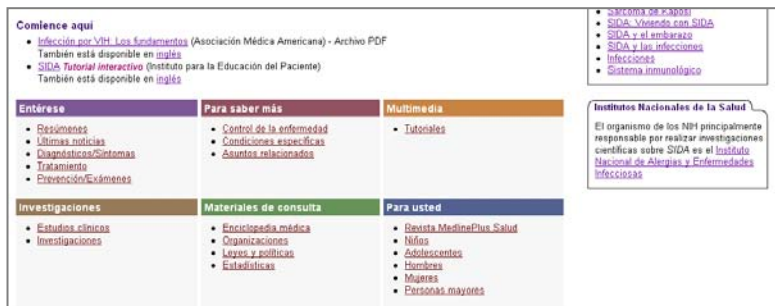 Comience aquí
• Infección por VIH: Los fundamentos (Asociación Médica Americana) - Archivo PDF
También está disponible en inglés
• SIDA Tutorial interactivo (Instituto para la Educación del Paciente)
También está disponible en inglés
Entérese
• Resúmenes
• Últimas noticias
• Diagnósticos/Síntomas
• Tratamiento
• Prevención/Exámenes
Para saber más
• Control de la enfermedad
• Condiciones específicas
• Asuntos relacionados
Multimedia
• Tutoriales
Investigaciones
• Estudios clínicos
• Investigaciones
Materiales de consulta
• Enciclopedia médica
• Organizaciones
• Leyes y políticas
• Estadísticas
Para usted
• Revista MedlinePlus Salud
• Niños
• Adolescentes
• Hombres
• Mujeres
• Personas mayores
• Sarcoma de Kaposi
• SIDA: Viviendo con SIDA
• SIDA y el embarazo
• SIDA y las infecciones
• Infecciones
• Sistema inmunológico
Institutos Nacionales de la Salud
El organismo de los NIH principalmente
responsable por realizar investigaciones
científicas sobre SIDA es el Instituto
Nacional de Alergias y Enfermedades
Infecciosas